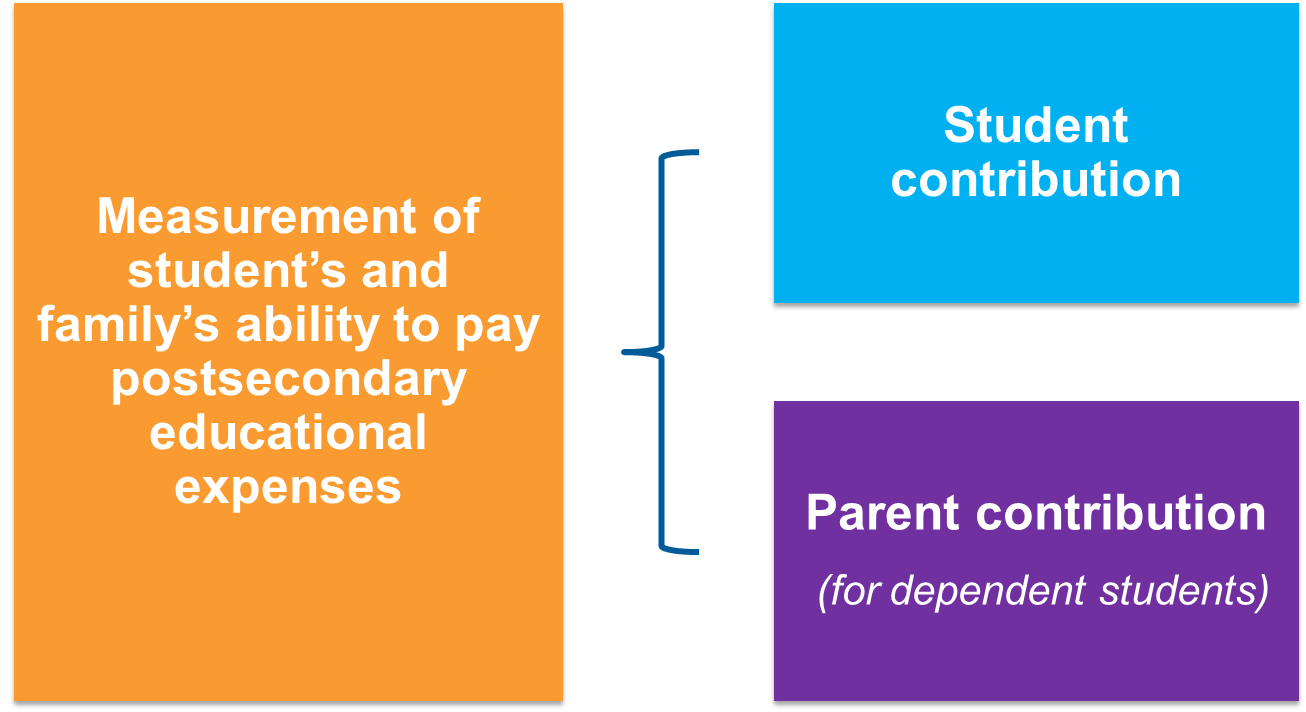 Measurement of
student’s and
family’s ability to pay
postsecondary
educational
expenses
Student
contribution
Parent contribution
(for dependent students)